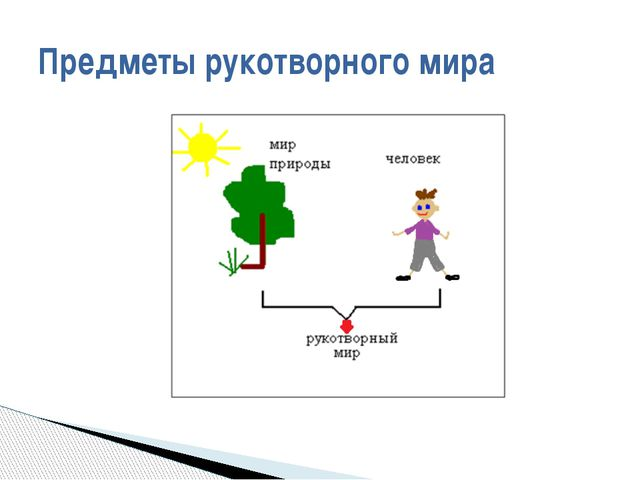 Предметы рукотворного мира
мир
природы
человек
рукотворный
мир